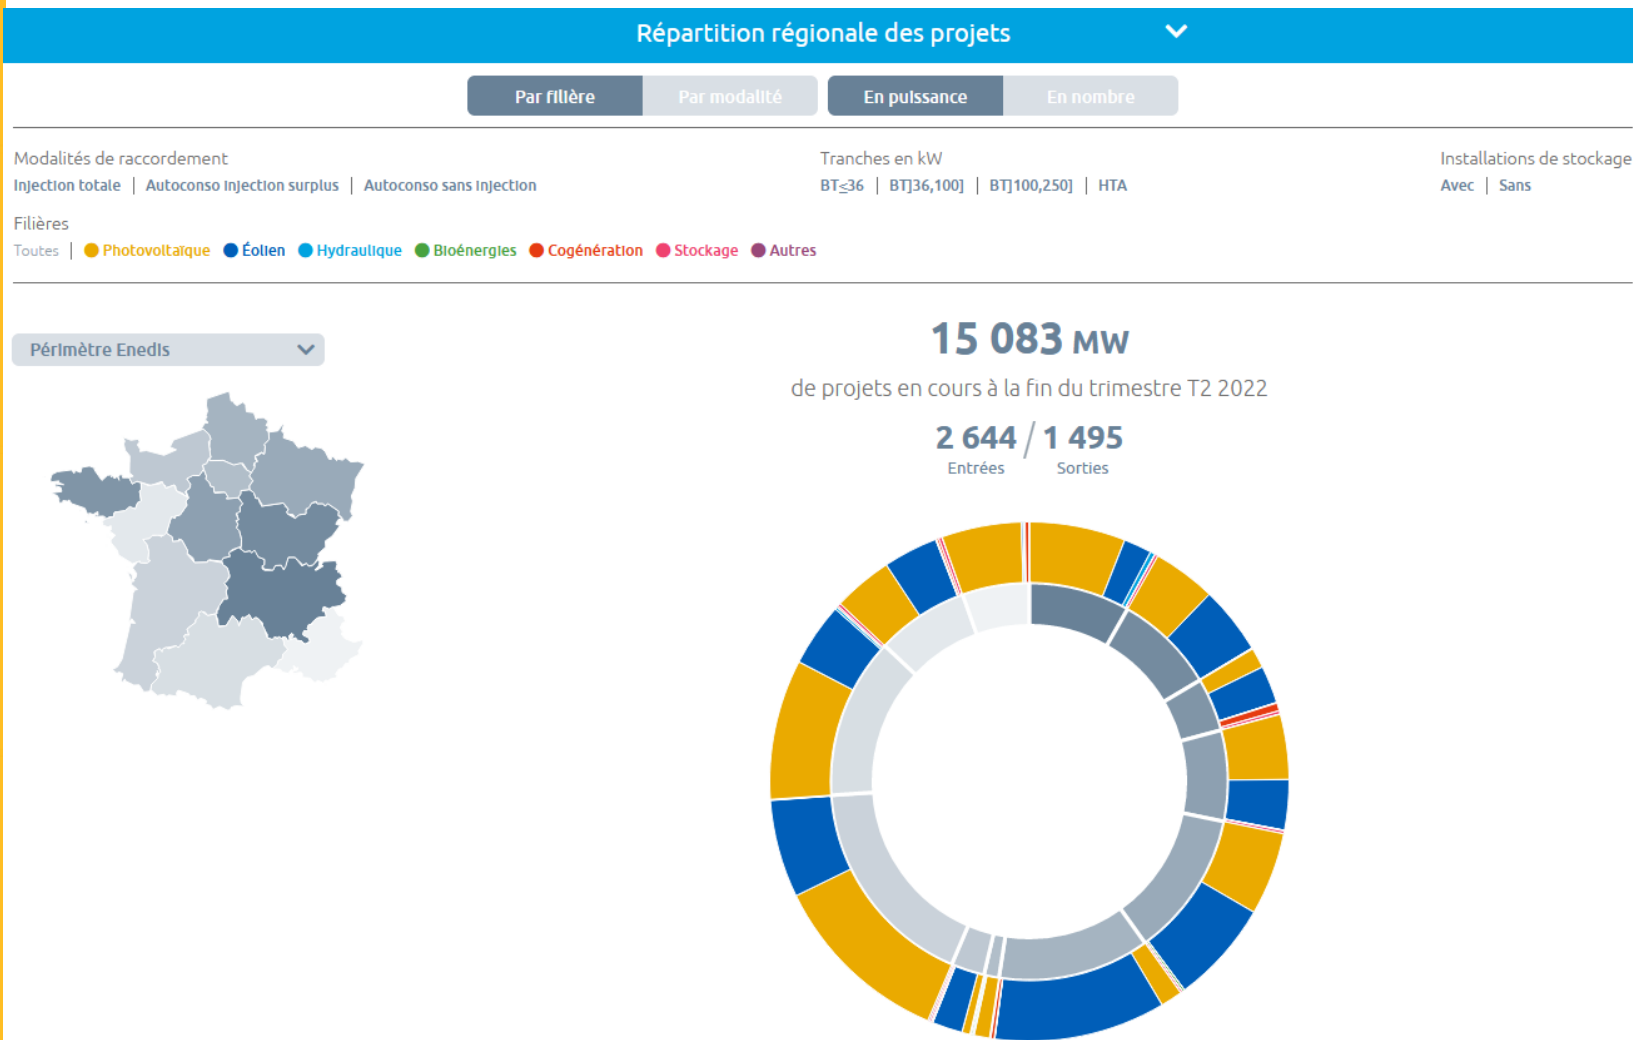 Répartition régionale des projets
Par filière Par modalité En puissance En nombre
Modalités de raccordement Tranches en kW Installations de stockage
Injection totale | Autoconso injection surplus | Autoconso sans injection BT≤36 | BT]36,100] | BT]100,250] | HTA Avec | Sans
Filières
Toutes | Photovoltaïque Éolien Hydraulique Bioénergies Cogénération Stockage Autres
15 083 MW
Périmètre Enedis
de projets en cours à la fin du trimestre T2 2022
2 644 / 1 495
Entrées Sorties